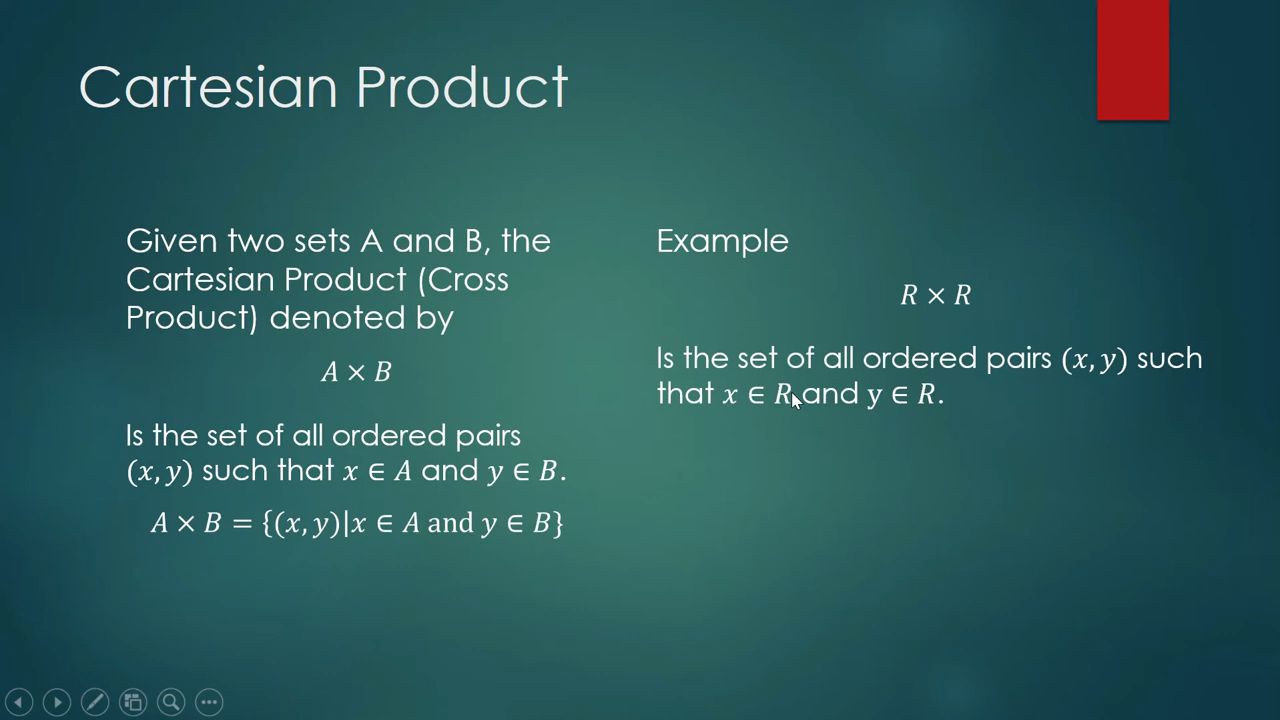 Cartesian Product
Given two sets A and B, the
Cartesian Product (Cross
Product) denoted by
A × B
Is the set of all ordered pairs
(x, y) such that x ∈ A and y ∈ B.
A × B = {(x, y)|x ∈ A and y ∈ B}
Example
R × R
Is the set of all ordered pairs (x, y) such
that x ∈ R and y ∈ R.